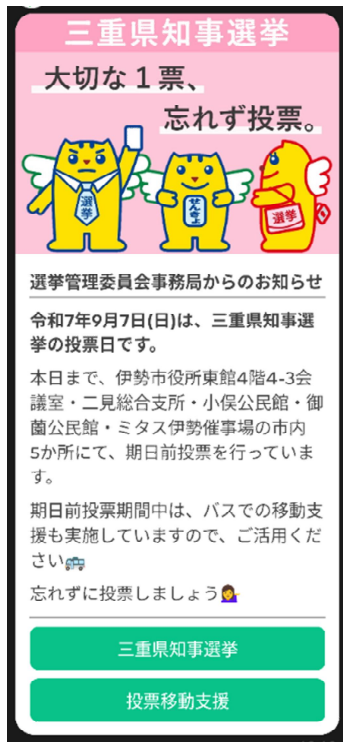 三重県知事選挙
大切な1票、
忘れず投票。
選挙
せんきょ
選挙
選挙管理委員会事務局からのお知らせ
令和7年9月7日(日)は、三重県知事選
挙の投票日です。
本日まで、伊勢市役所東館4階4-3会
議室・二見総合支所・小俣公民館・御
薗公民館・ミタス伊勢催事場の市内
5か所にて、期日前投票を行っていま
す。
期日前投票期間中は、バスでの移動支
援も実施していますので、ご活用くだ
さい🚌
忘れずに投票しましょう💁‍♀️
三重県知事選挙
投票移動支援